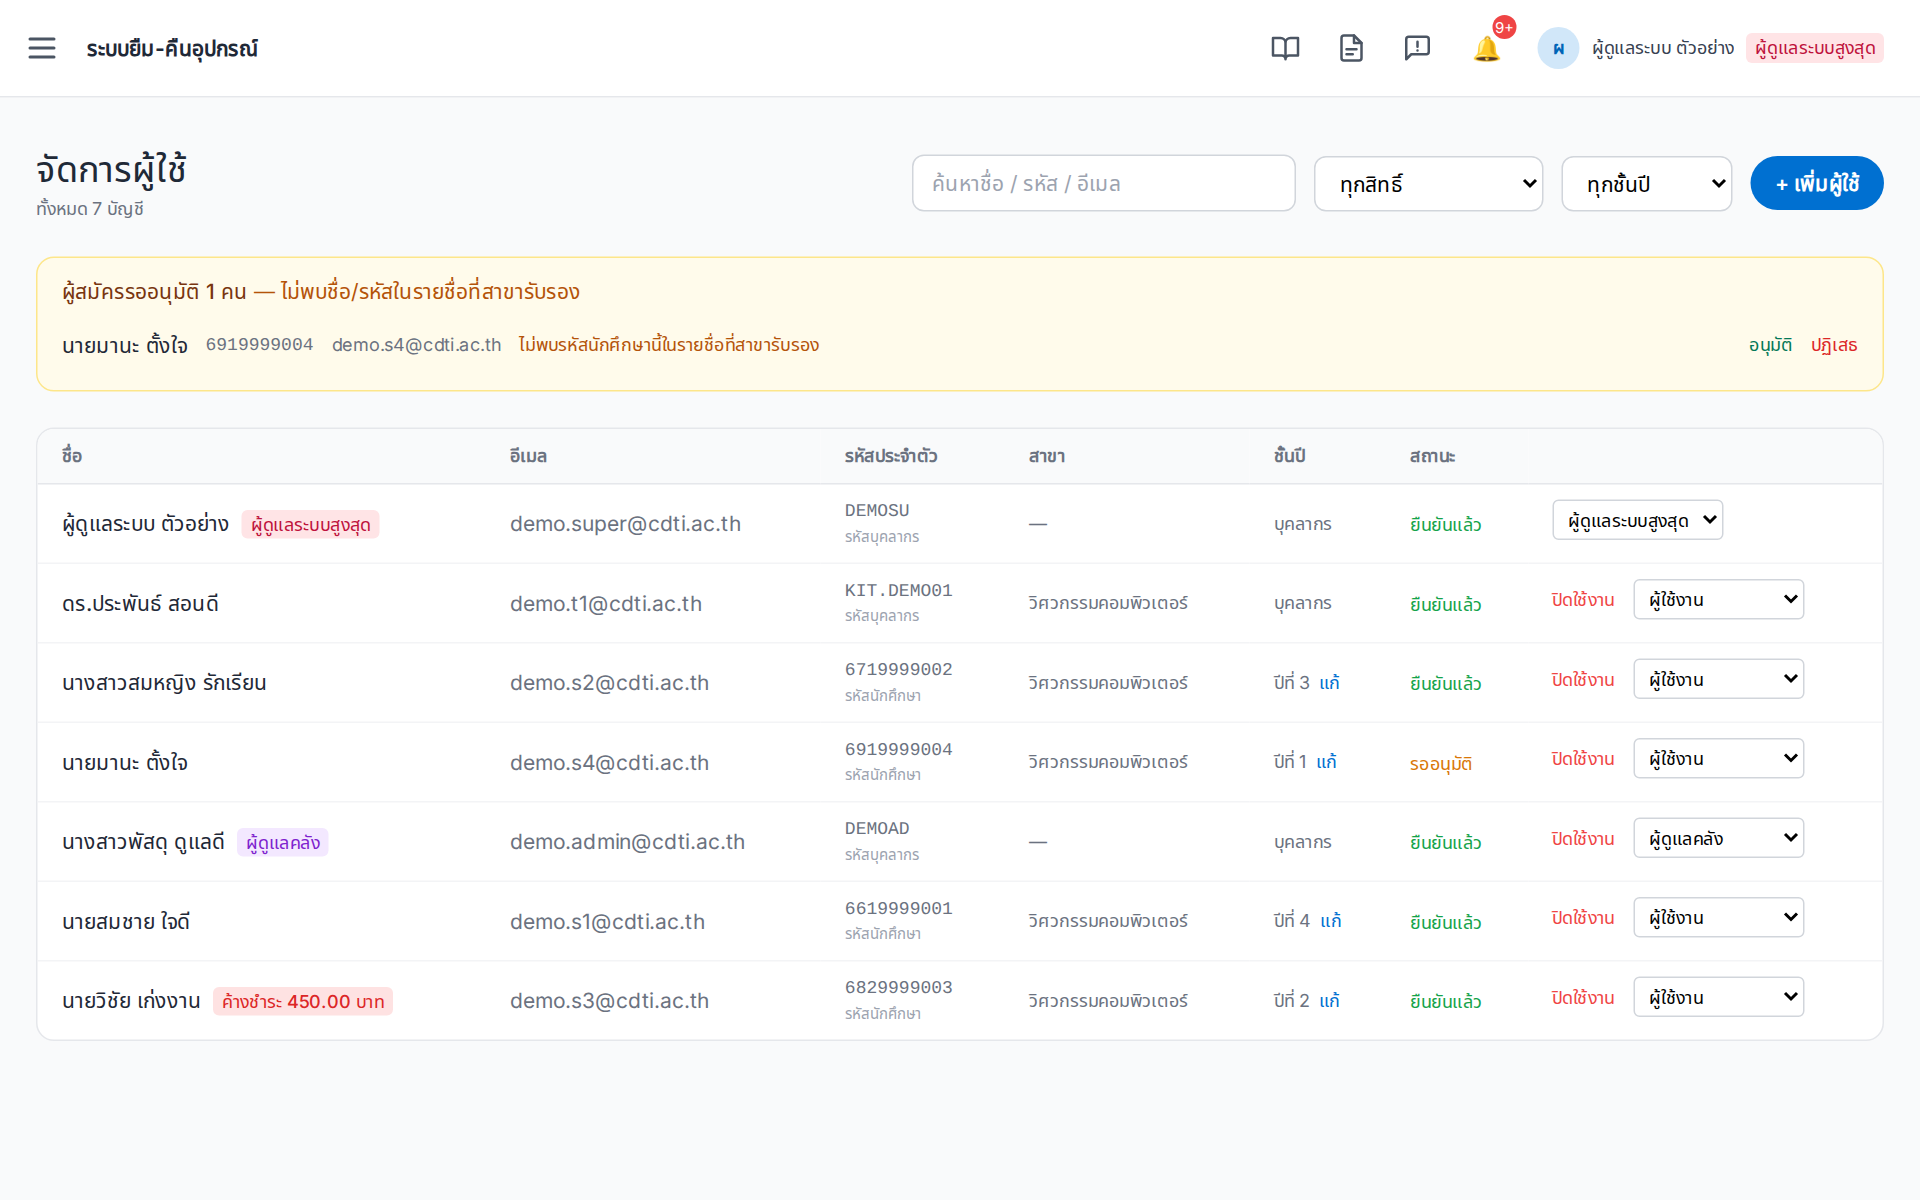 ระบบยืม-คืนอุปกรณ์
9+
ผ ผู้ดูแลระบบ ตัวอย่าง ผู้ดูแลระบบสูงสุด
จัดการผู้ใช้
ทั้งหมด 7 บัญชี
ค้นหาชื่อ / รหัส / อีเมล ทุกสิทธิ์ ทุกชั้นปี + เพิ่มผู้ใช้
ผู้สมัครรออนุมัติ 1 คน — ไม่พบชื่อ/รหัสในรายชื่อที่สาขารับรอง
นายมานะ ตั้งใจ 6919999004 demo.s4@cdti.ac.th ไม่พบรหัสนักศึกษานี้ในรายชื่อที่สาขารับรอง อนุมัติ ปฏิเสธ
ชื่อ อีเมล รหัสประจำตัว สาขา ชั้นปี สถานะ
ผู้ดูแลระบบ ตัวอย่าง ผู้ดูแลระบบสูงสุด demo.super@cdti.ac.th DEMOSU — บุคลากร ยืนยันแล้ว ผู้ดูแลระบบสูงสุด
รหัสบุคลากร
ดร.ประพันธ์ สอนดี demo.t1@cdti.ac.th KIT.DEMO01 วิศวกรรมคอมพิวเตอร์ บุคลากร ยืนยันแล้ว ปิดใช้งาน ผู้ใช้งาน
รหัสบุคลากร
นางสาวสมหญิง รักเรียน demo.s2@cdti.ac.th 6719999002 วิศวกรรมคอมพิวเตอร์ ปีที่ 3 แก้ ยืนยันแล้ว ปิดใช้งาน ผู้ใช้งาน
รหัสนักศึกษา
นายมานะ ตั้งใจ demo.s4@cdti.ac.th 6919999004 วิศวกรรมคอมพิวเตอร์ ปีที่ 1 แก้ รออนุมัติ ปิดใช้งาน ผู้ใช้งาน
รหัสนักศึกษา
นางสาวพัสดุ ดูแลดี ผู้ดูแลคลัง demo.admin@cdti.ac.th DEMOAD — บุคลากร ยืนยันแล้ว ปิดใช้งาน ผู้ดูแลคลัง
รหัสบุคลากร
นายสมชาย ใจดี demo.s1@cdti.ac.th 6619999001 วิศวกรรมคอมพิวเตอร์ ปีที่ 4 แก้ ยืนยันแล้ว ปิดใช้งาน ผู้ใช้งาน
รหัสนักศึกษา
นายวิชัย เก่งงาน ค้างชำระ 450.00 บาท demo.s3@cdti.ac.th 6829999003 วิศวกรรมคอมพิวเตอร์ ปีที่ 2 แก้ ยืนยันแล้ว ปิดใช้งาน ผู้ใช้งาน
รหัสนักศึกษา